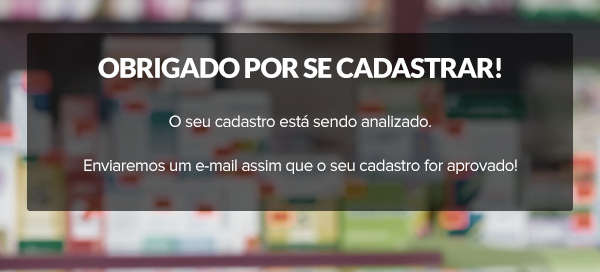 OBRIGADO POR SE CADASTRAR!
O seu cadastro está sendo analizado.
Enviaremos um e-mail assim que o seu cadastro for aprovado!